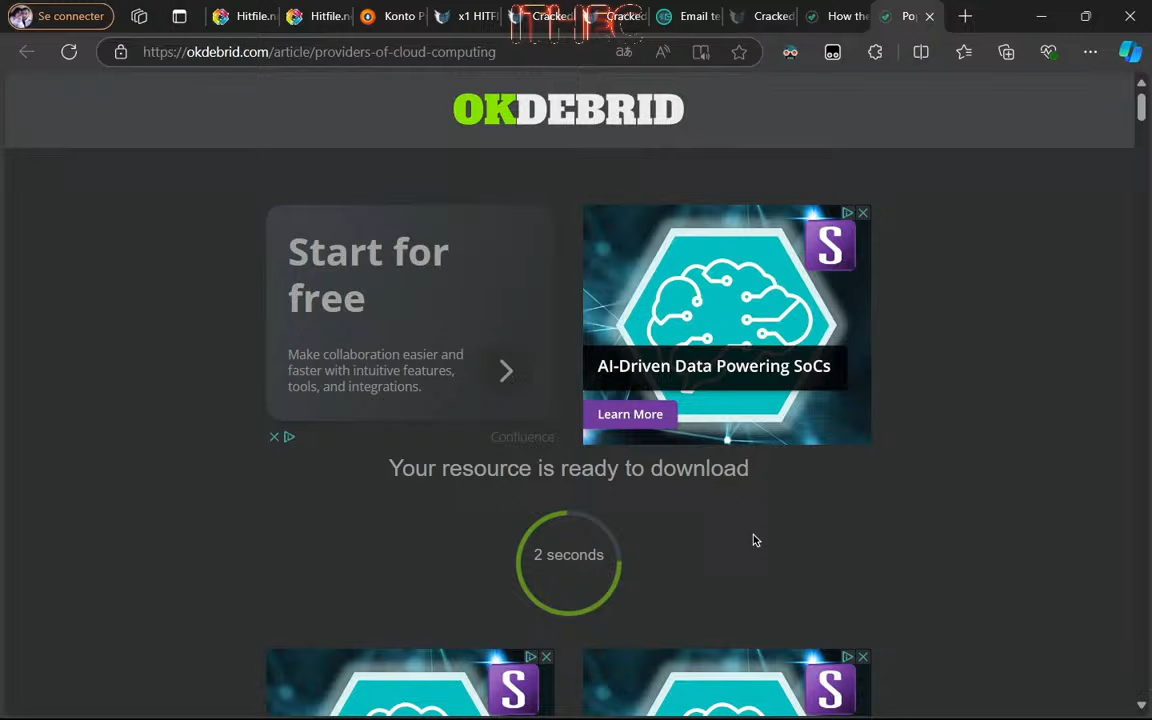 Se connecter
Hitfile.n
Hitfile.n
Konto P
x1 HITF
Cracked
Cracked
Email te
Cracked
How the
Po
https://okdebrid.com/article/providers-of-cloud-computing
OKDEBRID
Start for
free
Make collaboration easier and
faster with intuitive features,
tools, and integrations.
Confluence
S
AI-Driven Data Powering SoCs
Learn More
Your resource is ready to download
2 seconds
S
S